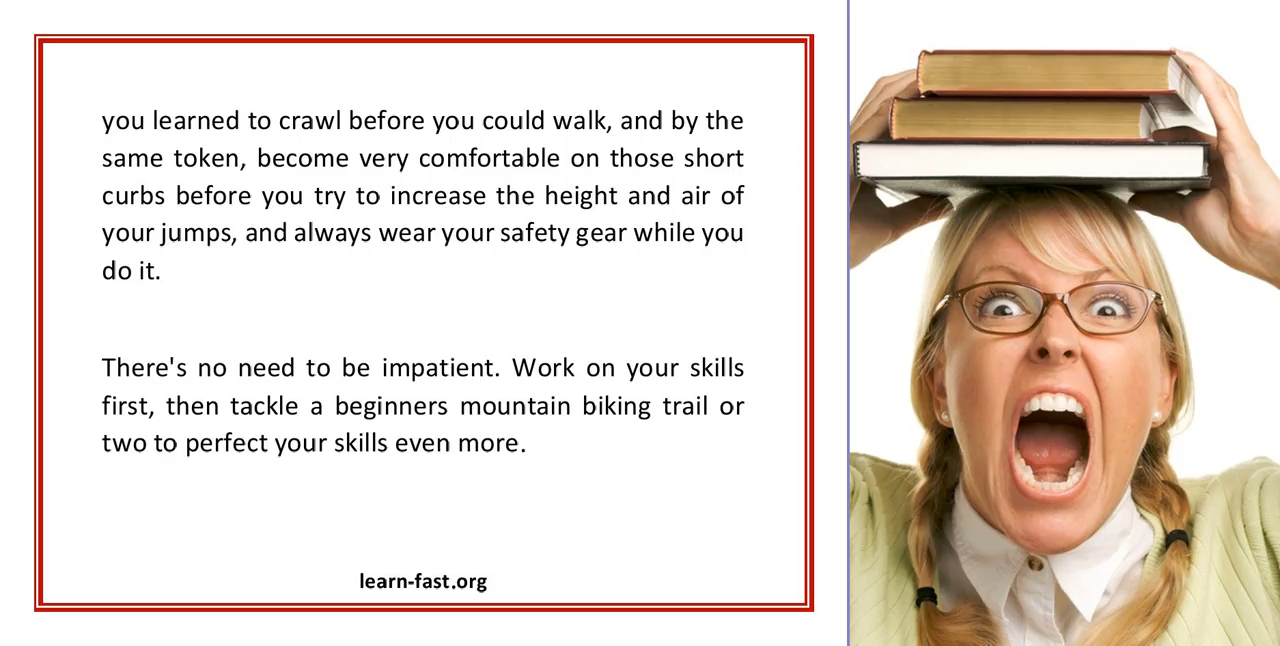 you learned to crawl before you could walk, and by the
same token, become very comfortable on those short
curbs before you try to increase the height and air of
your jumps, and always wear your safety gear while you
do it.
There's no need to be impatient. Work on your skills
first, then tackle a beginners mountain biking trail or
two to perfect your skills even more.
learn-fast.org